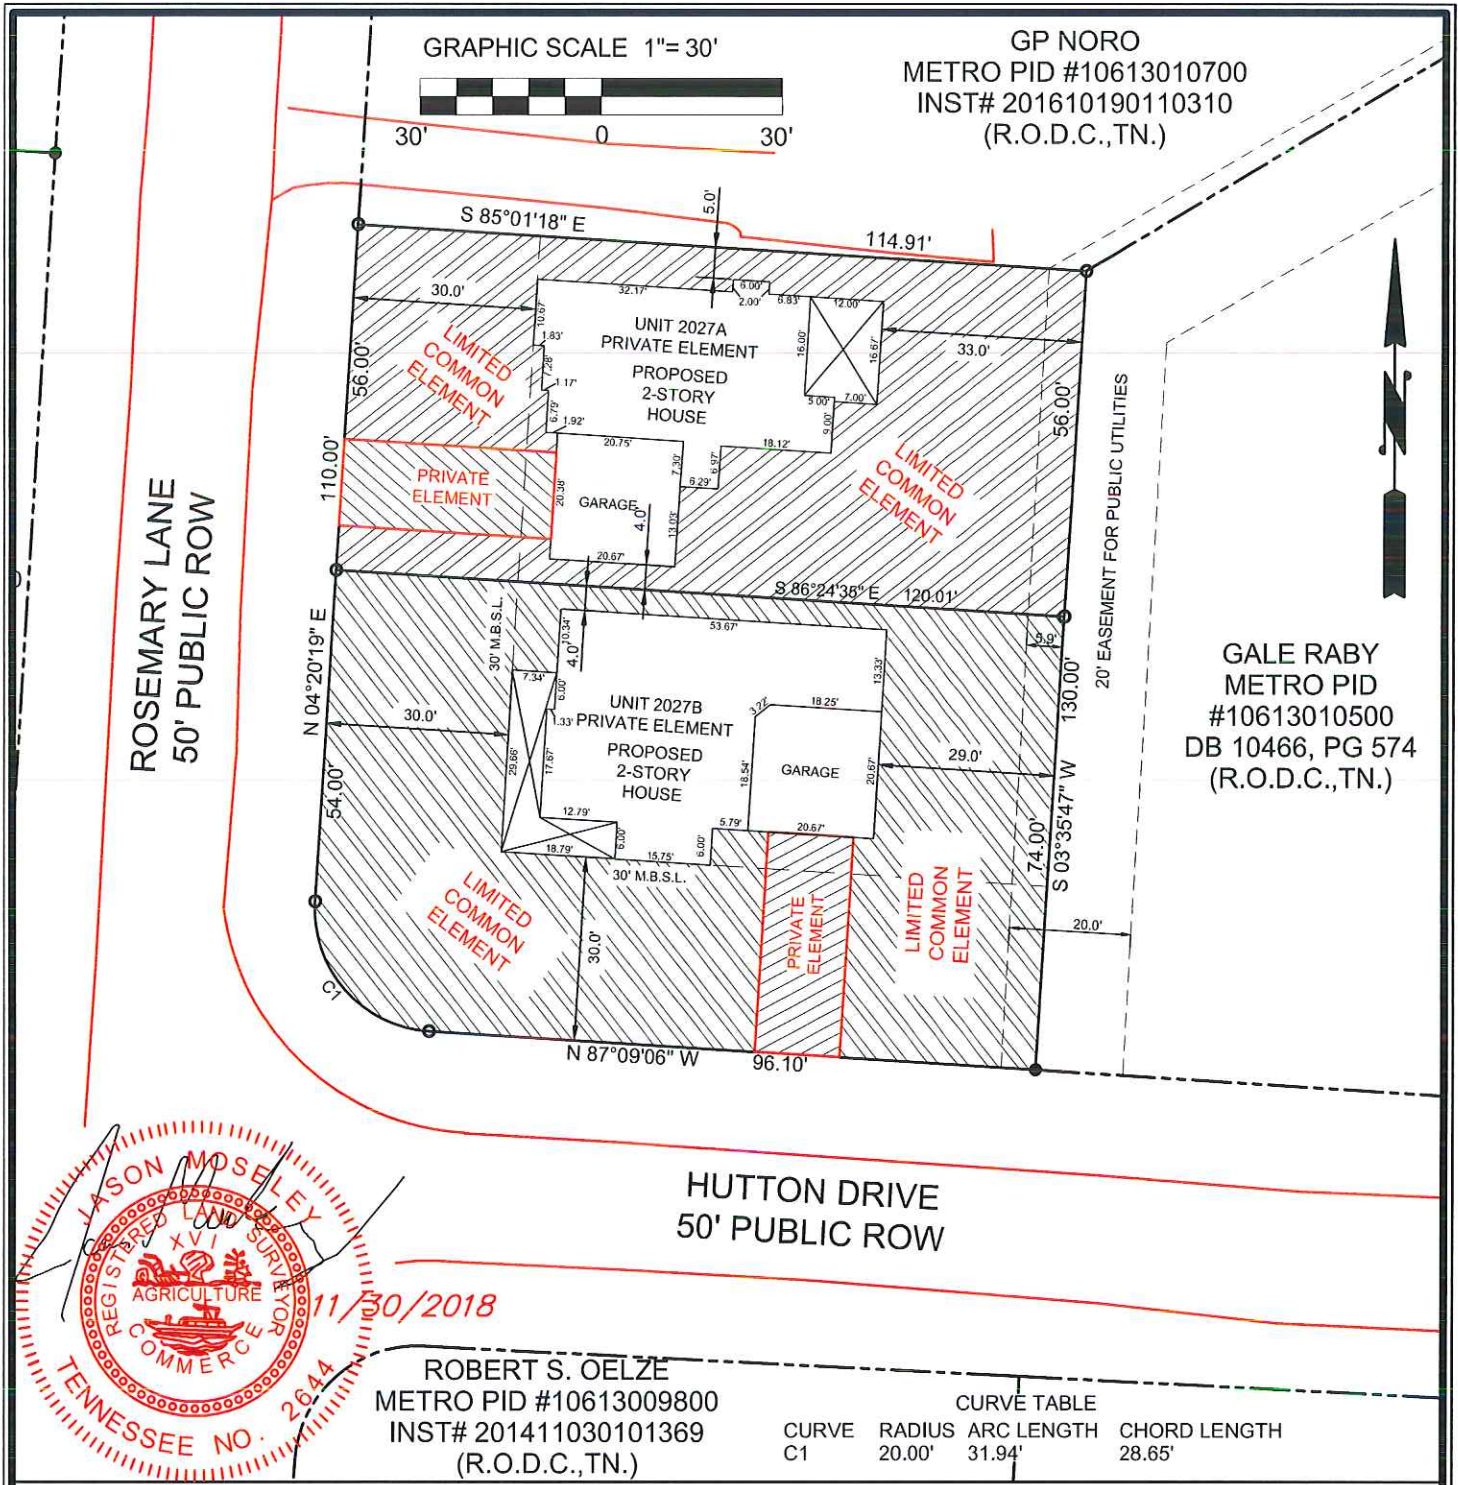 GRAPHIC SCALE 1"= 30'
30' 0 30'
GP NORO
METRO PID #10613010700
INST# 201610190110310
(R.O.D.C.,TN.)
S 85°01'18" E
5.0'
114.91'
30.0'
32.17'
6.00'
2.00'
6.83'
12.00'
10.67'
1.83'
7.28'
1.17'
6.79'
1.92'
UNIT 2027A
PRIVATE ELEMENT
PROPOSED
2-STORY
HOUSE
16.00'
16.67'
33.0'
5.00'
7.00'
9.00'
18.12'
20.75'
7.30'
6.97'
6.29'
LIMITED
COMMON
ELEMENT
56.00'
110.00'
PRIVATE
ELEMENT
20.38'
GARAGE
4.0'
13.03'
20.67'
LIMITED
COMMON
ELEMENT
56.00'
20' EASEMENT FOR PUBLIC UTILITIES
N
ROSEMARY LANE
50' PUBLIC ROW
N 04°20'19" E
S 86°24'35" E
120.01'
5.9'
130.00'
30' M.B.S.L.
10.34'
4.0'
53.67'
13.33'
7.34'
6.00'
1.33'
30.0'
29.66'
17.67'
UNIT 2027B
PRIVATE ELEMENT
PROPOSED
2-STORY
HOUSE
3.22'
18.25'
18.54'
GARAGE
20.67'
29.0'
54.00'
12.79'
18.79'
6.00'
15.75'
6.00'
5.79'
20.67'
30' M.B.S.L.
74.00'
S 03°35'47" W
20.0'
GALE RABY
METRO PID
#10613010500
DB 10466, PG 574
(R.O.D.C.,TN.)
LIMITED
COMMON
ELEMENT
30.0'
PRIVATE
ELEMENT
LIMITED
COMMON
ELEMENT
C1
N 87°09'06" W
96.10'
HUTTON DRIVE
50' PUBLIC ROW
JASON MOSELEY
REGISTERED LAND SURVEYOR
XVI
AGRICULTURE
COMMERCE
TENNESSEE NO. 2644
11/30/2018
ROBERT S. OELZE
METRO PID #10613009800
INST# 201411030101369
(R.O.D.C.,TN.)
CURVE TABLE
CURVE RADIUS ARC LENGTH CHORD LENGTH
C1 20.00' 31.94' 28.65'